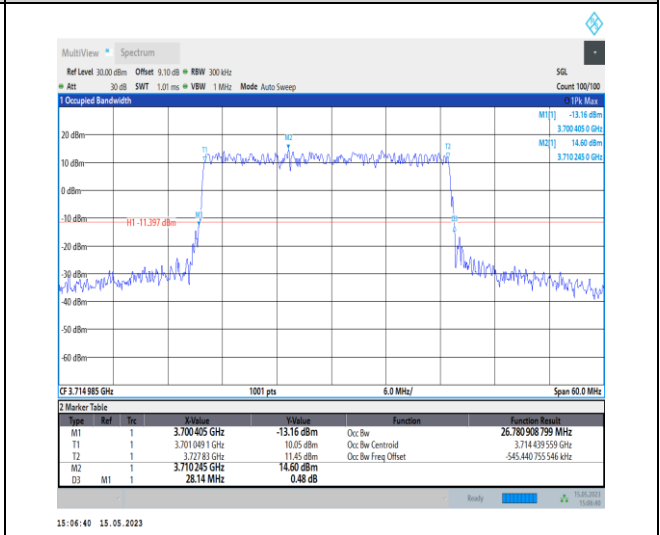 MultiView Spectrum
Ref Level 30.00 dBm Offset 9.10 dB RBW 300 kHz SGL
Att 30 dB SWT 1.01 ms VBW 1 MHz Mode Auto Sweep Count 100/100
1 Occupied Bandwidth 1Pk Max
M1[1] -13.16 dBm
3.700 405 0 GHz
M2[1] 14.60 dBm
3.710 245 0 GHz
20 dBm
M2
T1
T2
10 dBm
0 dBm
-10 dBm
H1 -11.397 dBm
-20 dBm
-30 dBm
-40 dBm
-50 dBm
-60 dBm
CF 3.714 985 GHz 1001 pts 6.0 MHz/ Span 60.0 MHz
2 Marker Table
Type Ref Trc X-Value Y-Value Function Function Result
M1 1 3.700 405 GHz -13.16 dBm Occ Bw 26.780 908 799 MHz
T1 1 3.701 049 1 GHz 10.05 dBm Occ Bw Centroid 3.714 439 559 GHz
T2 1 3.727 83 GHz 11.45 dBm Occ Bw Freq Offset -545.440 755 546 kHz
M2 1 3.710 245 GHz 14.60 dBm
D3 M1 1 28.14 MHz 0.48 dB
Ready 15.05.2023
15:06:40
15:06:40 15.05.2023